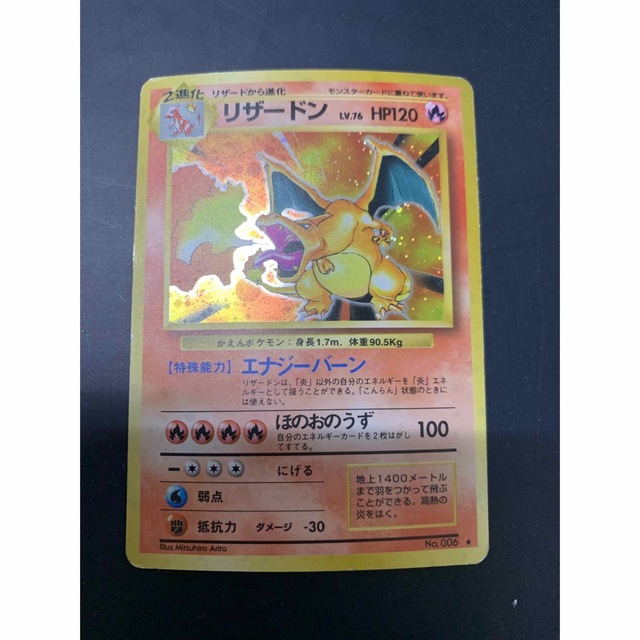 2進化 リザードから進化 モンスターカードに重ねて使います。
リザードン LV.76 HP120
かえんポケモン：身長1.7m、体重90.5Kg
【特殊能力】エナジーバーン
リザードンは、「炎」以外の自分のエネルギーを「炎」エネ
ルギーとして扱うことができる。「こんらん」状態のときに
は使えない。
ほのおのうず 100
自分のエネルギーカードを2枚はがし
てすてる。
にげる
弱点
抵抗力 ダメージ -30
地上1400メートル
まで羽をつかって飛ぶ
ことができる。高熱の
炎をはく。
Illus.Mitsuhiro Arita
No.006 ★